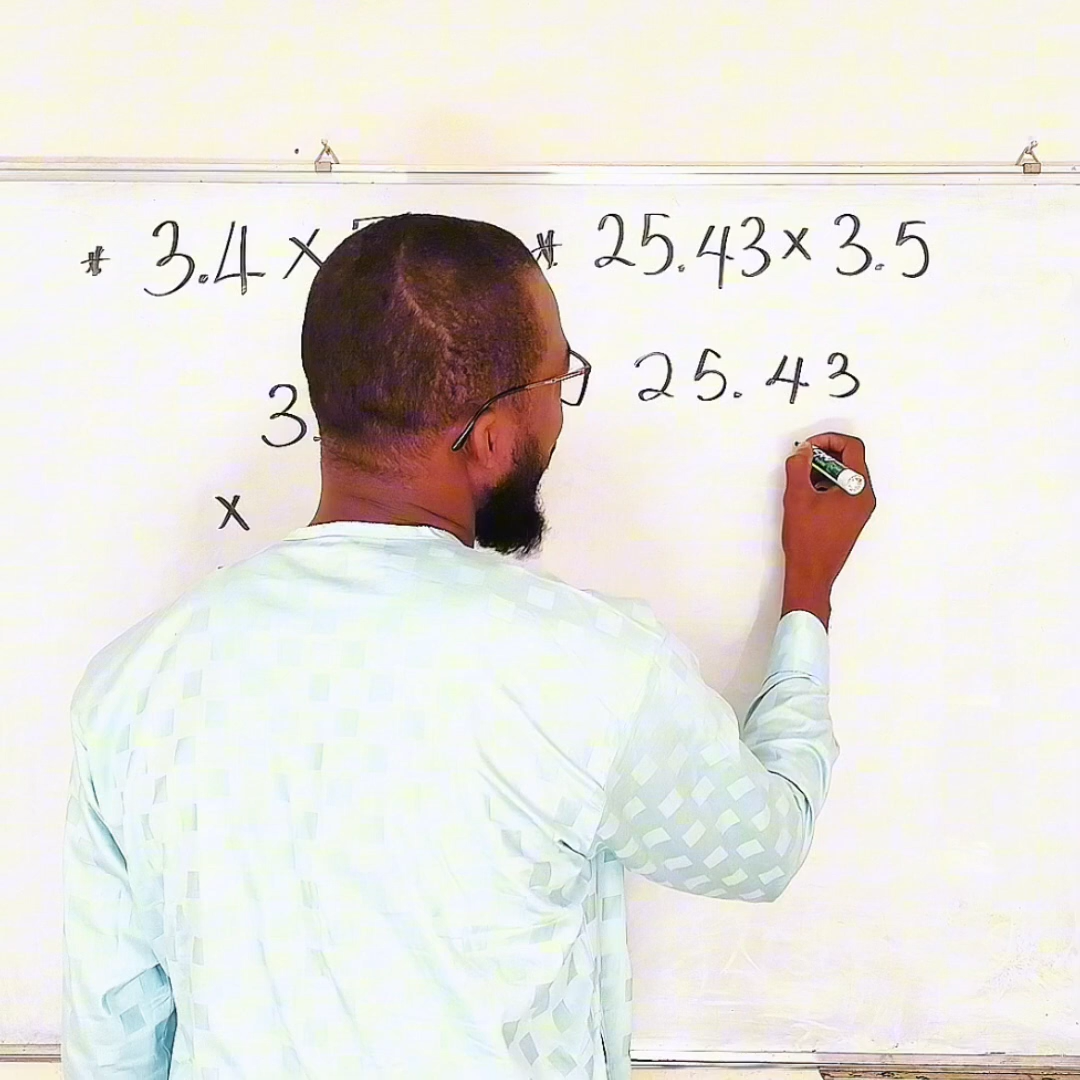 * 3.4 ×
* 25.43 × 3.5
3.
×
25.43